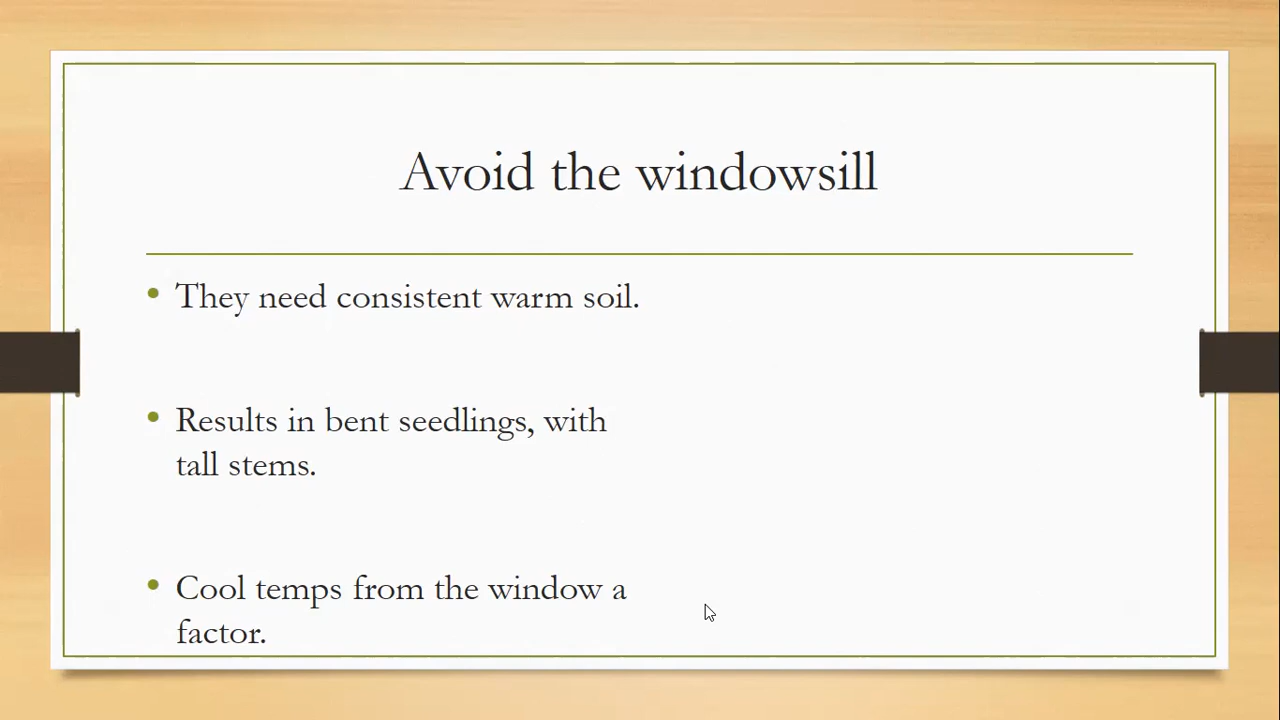 Avoid the windowsill
• They need consistent warm soil.
• Results in bent seedlings, with
tall stems.
• Cool temps from the window a
factor.